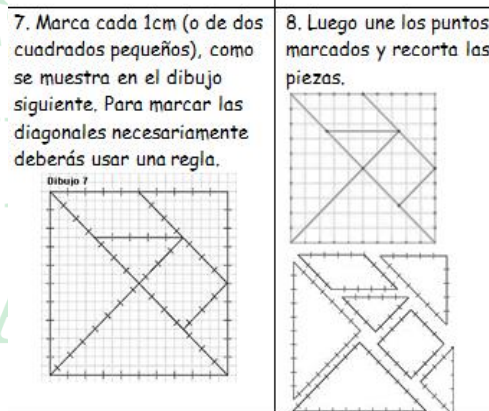 7. Marca cada 1cm (o de dos
cuadrados pequeños), como
se muestra en el dibujo
siguiente. Para marcar las
diagonales necesariamente
deberás usar una regla.
Dibujo 7
8. Luego une los puntos
marcados y recorta las
piezas.